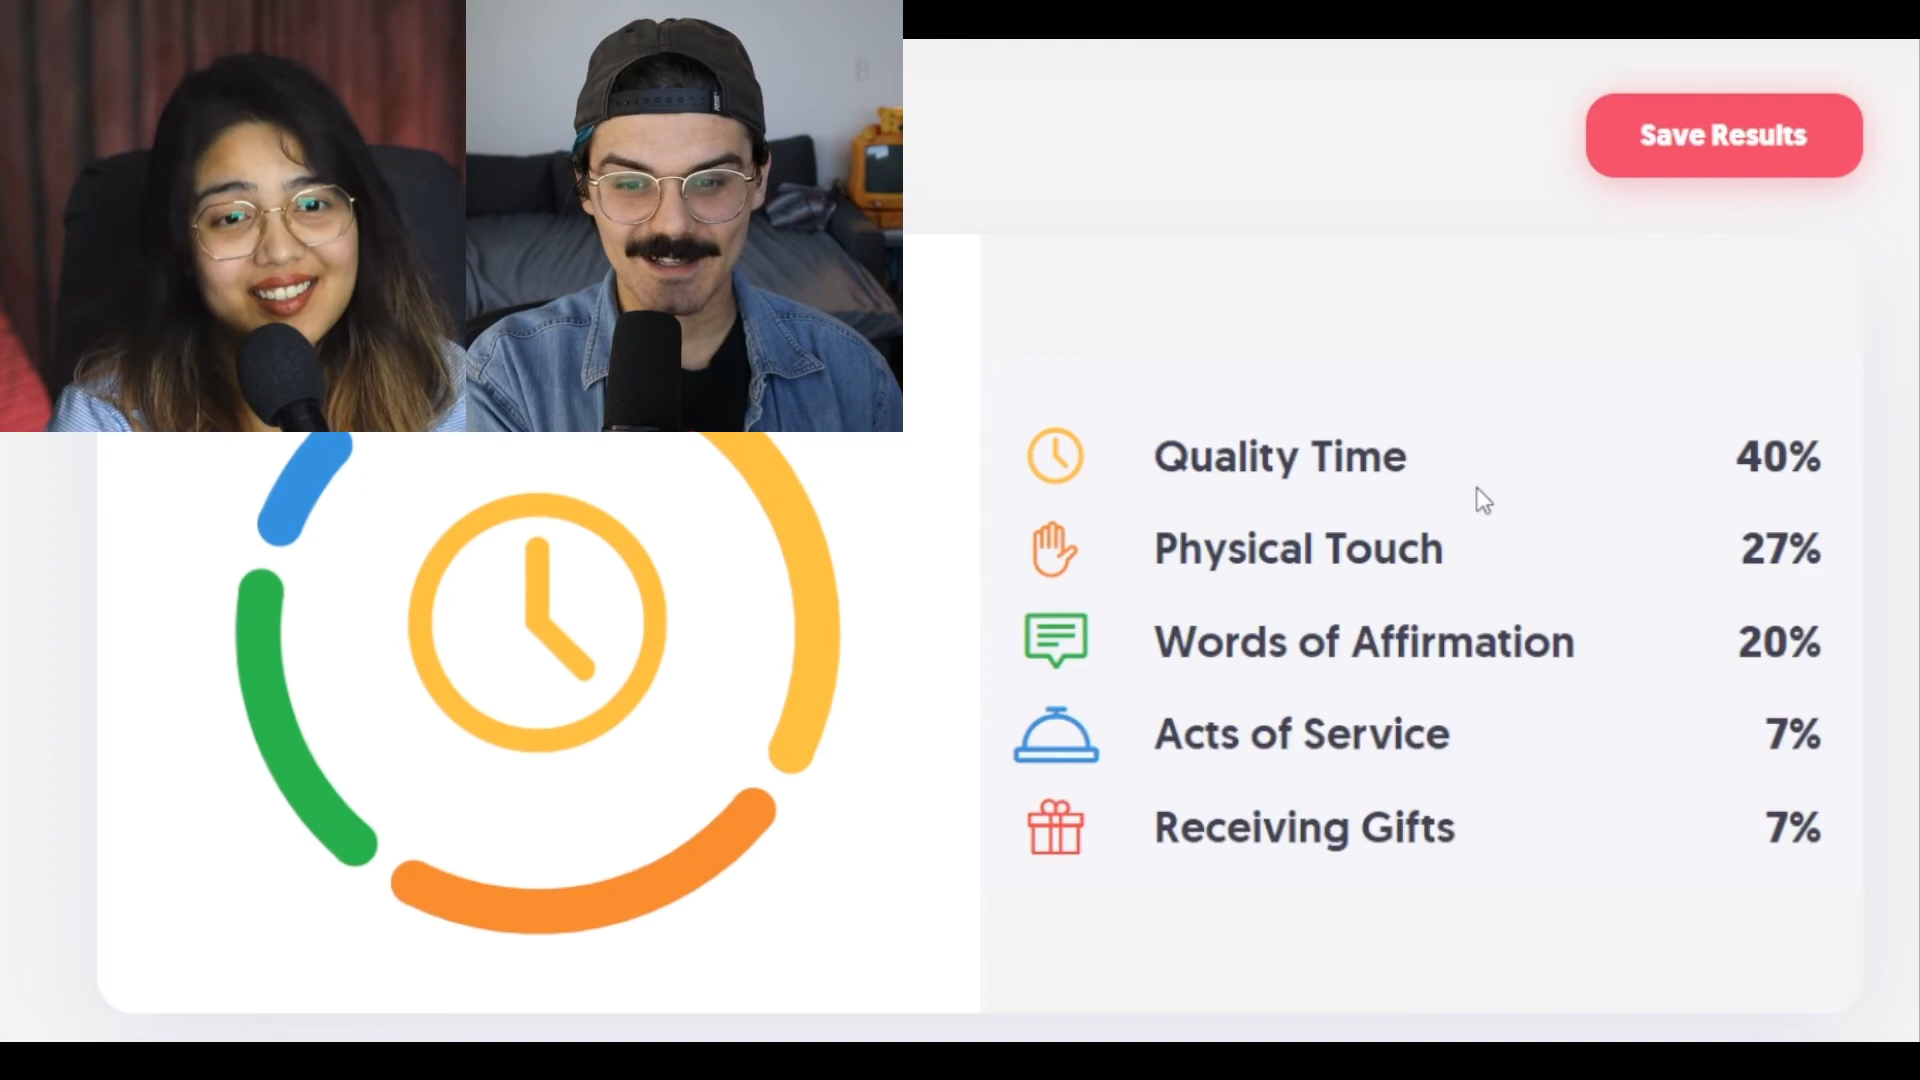 Save Results
Quality Time 40%
Physical Touch 27%
Words of Affirmation 20%
Acts of Service 7%
Receiving Gifts 7%